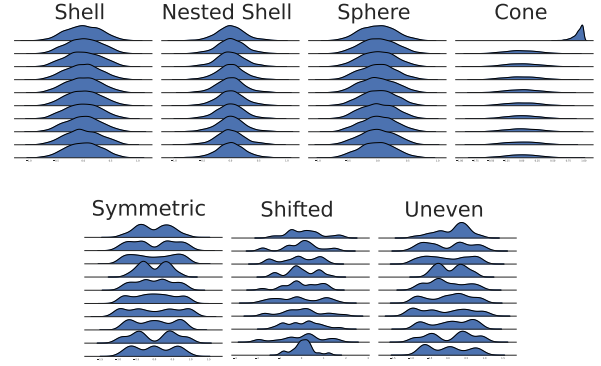 Shell
Nested Shell
Sphere
Cone
Symmetric
Shifted
Uneven